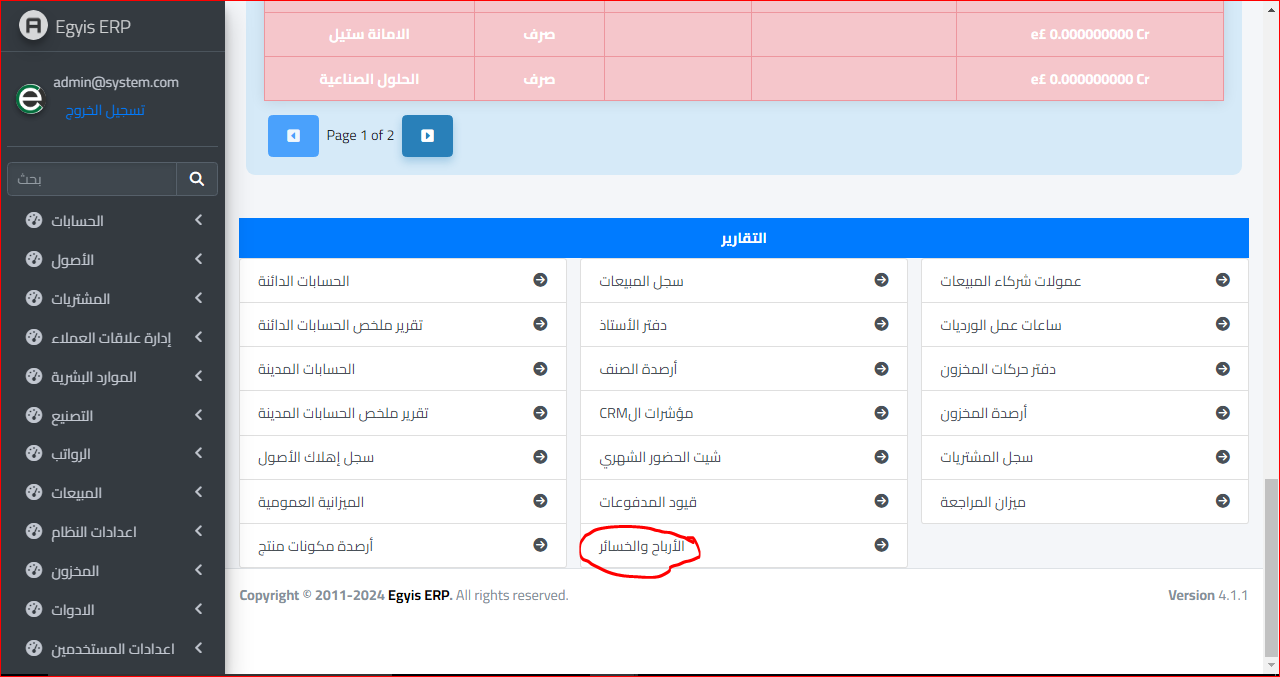 Egyis ERP
admin@system.com
تسجيل الخروج
بحث
الحسابات
الأصول
المشتريات
إدارة علاقات العملاء
الموارد البشرية
التصنيع
الرواتب
المبيعات
اعدادات النظام
المخزون
الادوات
اعدادات المستخدمين
الامانة ستيل صرف e£ 0.000000000 Cr
الحلول الصناعية صرف e£ 0.000000000 Cr
Page 1 of 2
التقارير
الحسابات الدائنة
تقرير ملخص الحسابات الدائنة
الحسابات المدينة
تقرير ملخص الحسابات المدينة
سجل إهلاك الأصول
الميزانية العمومية
أرصدة مكونات منتج
سجل المبيعات
دفتر الأستاذ
أرصدة الصنف
مؤشرات الCRM
شيت الحضور الشهري
قيود المدفوعات
الأرباح والخسائر
عمولات شركاء المبيعات
ساعات عمل الورديات
دفتر حركات المخزون
أرصدة المخزون
سجل المشتريات
ميزان المراجعة
Copyright © 2011-2024 Egyis ERP. All rights reserved.
Version 4.1.1